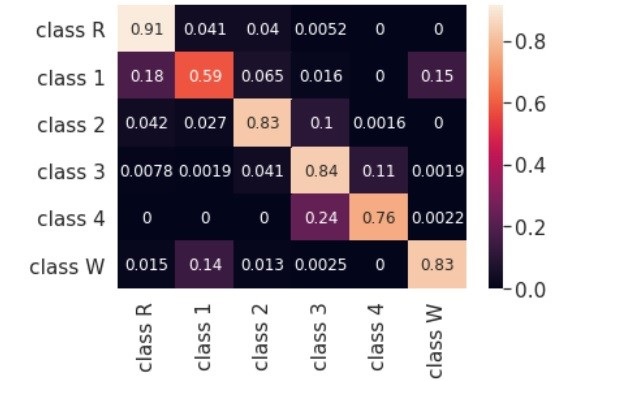 class R 0.91 0.041 0.04 0.0052 0 0
class 1 0.18 0.59 0.065 0.016 0 0.15
class 2 0.042 0.027 0.83 0.1 0.0016 0
class 3 0.0078 0.0019 0.041 0.84 0.11 0.0019
class 4 0 0 0 0.24 0.76 0.0022
class W 0.015 0.14 0.013 0.0025 0 0.83
class R class 1 class 2 class 3 class 4 class W
0.8
0.6
0.4
0.2
0.0